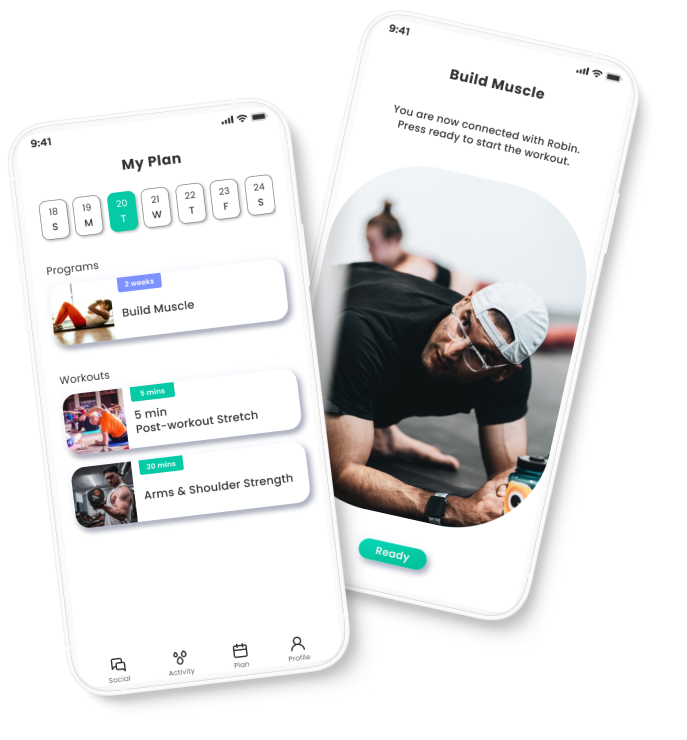 9:41
My Plan
18 19 20 21 22 23 24
S M T W T F S
Programs
2 weeks
Build Muscle
Workouts
5 mins
5 min
Post-workout Stretch
20 mins
Arms & Shoulder Strength
Social Activity Plan Profile
9:41
Build Muscle
You are now connected with Robin.
Press ready to start the workout.
Ready